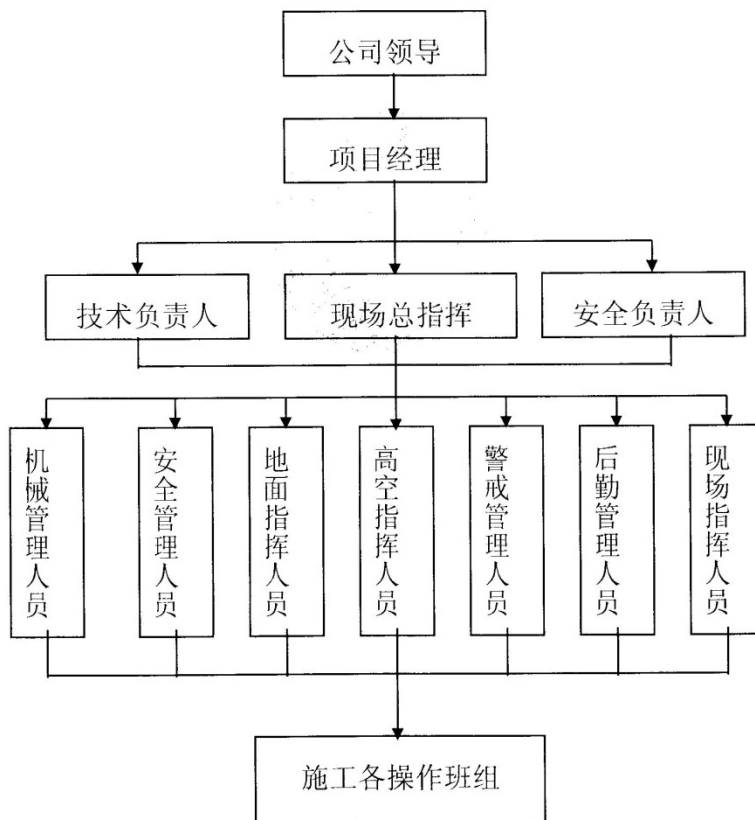 公司领导
项目经理
技术负责人
现场总指挥
安全负责人
机械管理人员
安全管理人员
地面指挥人员
高空指挥人员
警戒管理人员
后勤管理人员
现场指挥人员
施工各操作班组